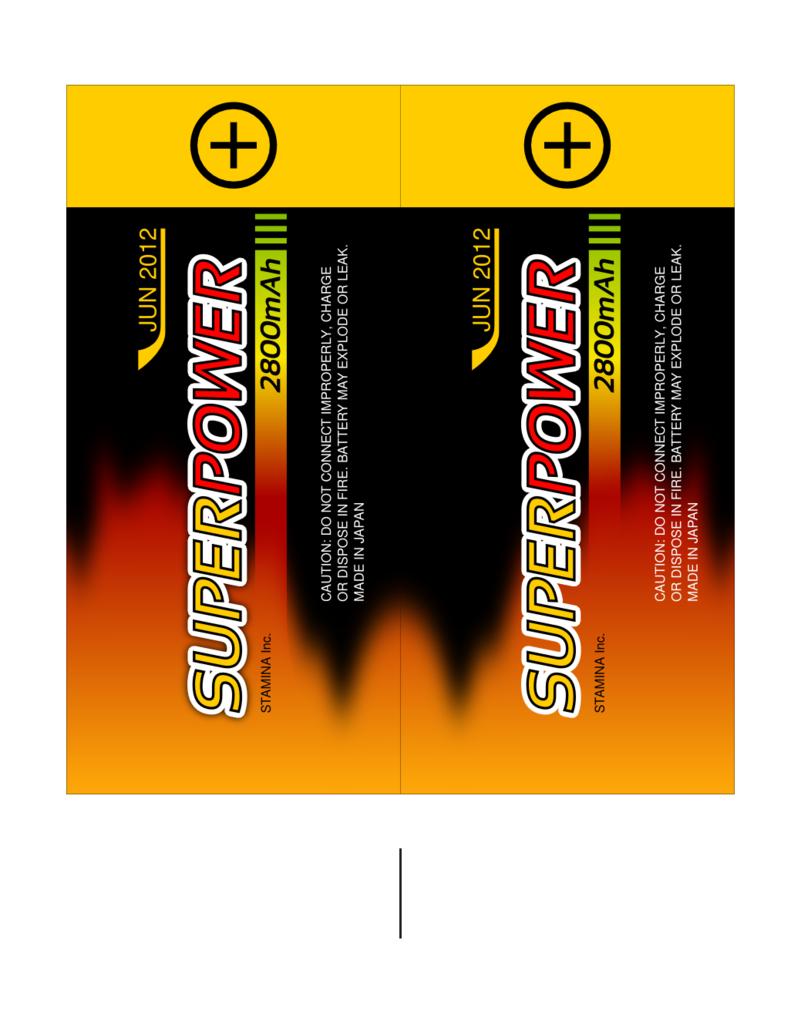 JUN 2012
SUPERPOWER
2800mAh
STAMINA Inc.
CAUTION: DO NOT CONNECT IMPROPERLY, CHARGE
OR DISPOSE IN FIRE. BATTERY MAY EXPLODE OR LEAK.
MADE IN JAPAN
JUN 2012
SUPERPOWER
2800mAh
STAMINA Inc.
CAUTION: DO NOT CONNECT IMPROPERLY, CHARGE
OR DISPOSE IN FIRE. BATTERY MAY EXPLODE OR LEAK.
MADE IN JAPAN